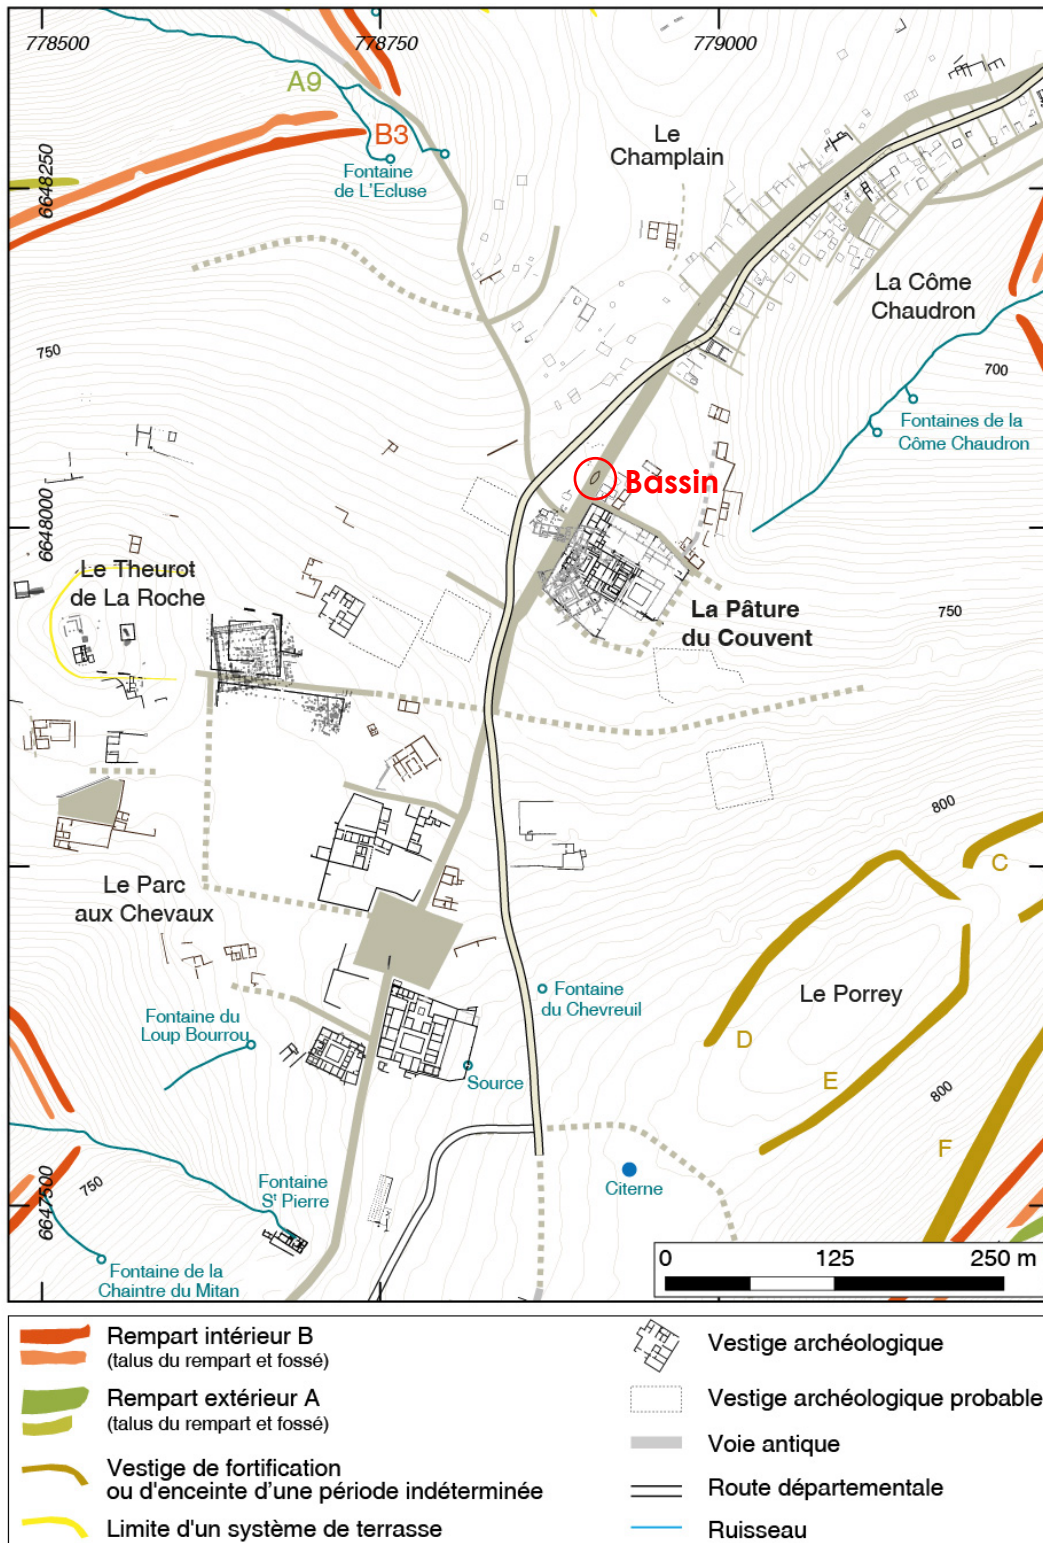 778500
778750
779000
A9
B3
Le
Champlain
Fontaine
de L'Ecluse
6648250
La Côme
Chaudron
750
700
Fontaines de la
Côme Chaudron
Bassin
6648000
Le Theurot
de La Roche
La Pâture
du Couvent
750
800
C
Le Parc
aux Chevaux
Le Porrey
Fontaine
du Chevreuil
Fontaine du
Loup Bourrou
D
E
Source
800
F
750
Fontaine
St Pierre
Citerne
6647500
Fontaine de la
Chaintre du Mitan
0 125 250 m
Rempart intérieur B
(talus du rempart et fossé)
Rempart extérieur A
(talus du rempart et fossé)
Vestige de fortification
ou d'enceinte d'une période indéterminée
Limite d'un système de terrasse
Vestige archéologique
Vestige archéologique probable
Voie antique
Route départementale
Ruisseau